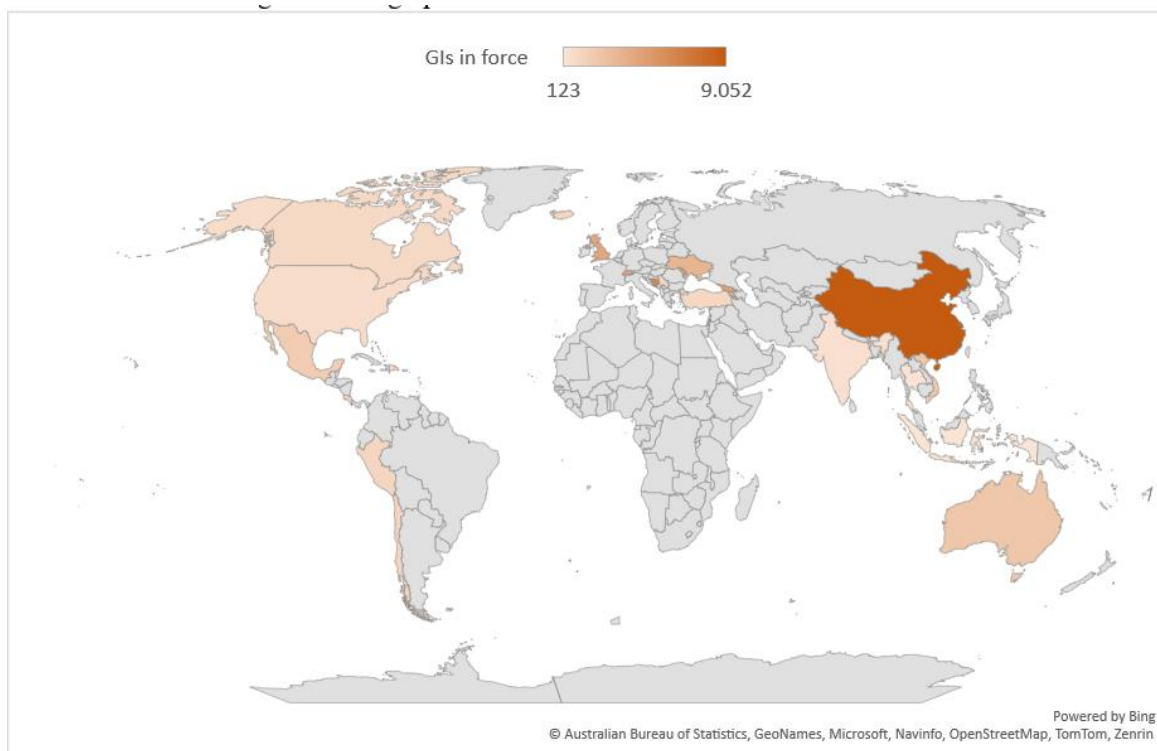 GIs in force
123 9.052
Powered by Bing
© Australian Bureau of Statistics, GeoNames, Microsoft, Navinfo, OpenStreetMap, TomTom, Zenrin